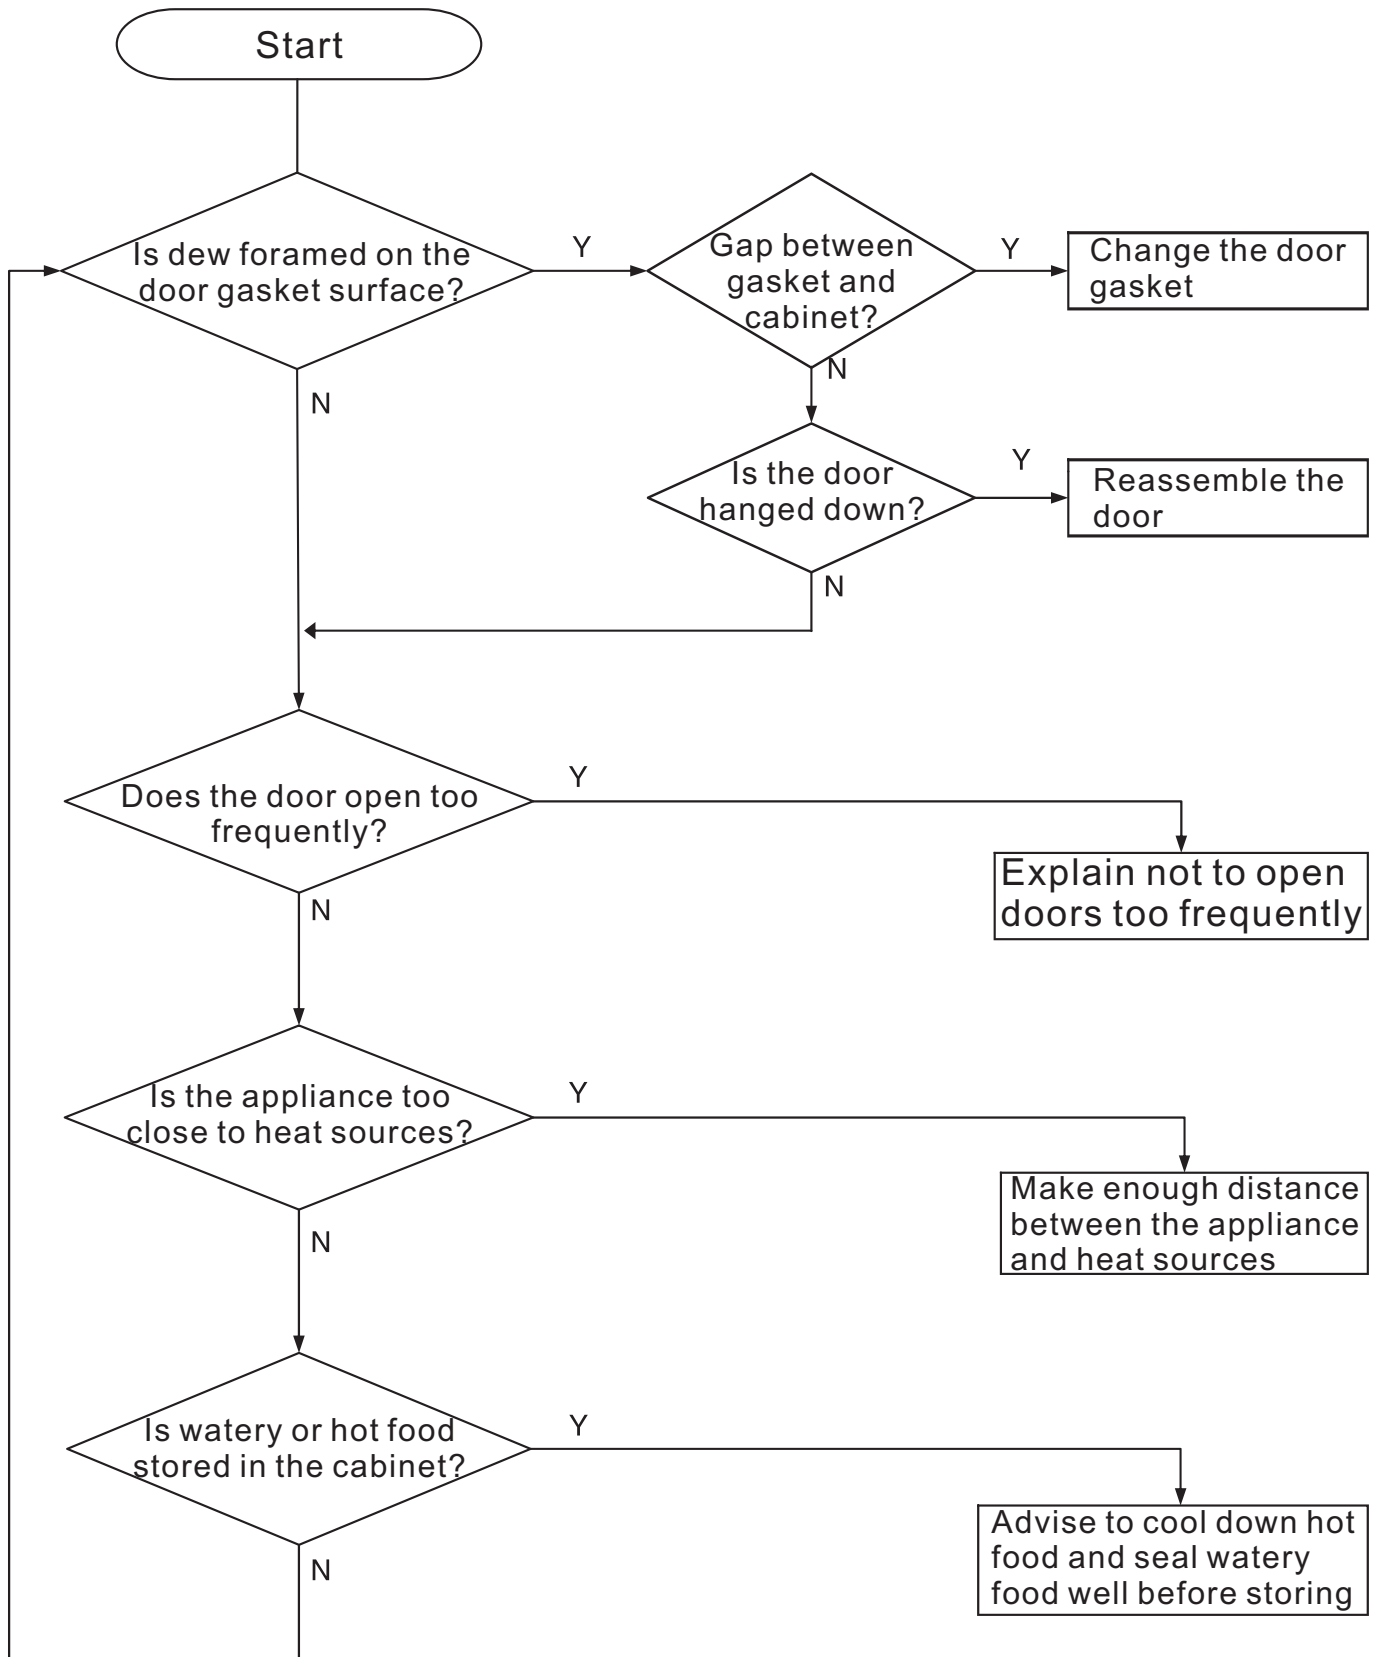 Start
Is dew foramed on the
door gasket surface?
Y
Gap between
gasket and
cabinet?
Y
Change the door
gasket
N
N
Is the door
hanged down?
Y
Reassemble the
door
N
Does the door open too
frequently?
Y
Explain not to open
doors too frequently
N
Is the appliance too
close to heat sources?
Y
Make enough distance
between the appliance
and heat sources
N
Is watery or hot food
stored in the cabinet?
Y
Advise to cool down hot
food and seal watery
food well before storing
N